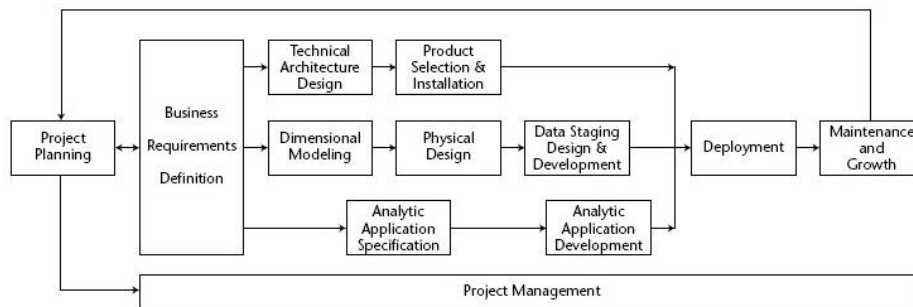 Technical
Architecture
Design
Product
Selection &
Installation
Business
Requirements
Definition
Project
Planning
Dimensional
Modeling
Physical
Design
Data Staging
Design &
Development
Deployment
Maintenance
and
Growth
Analytic
Application
Specification
Analytic
Application
Development
Project Management